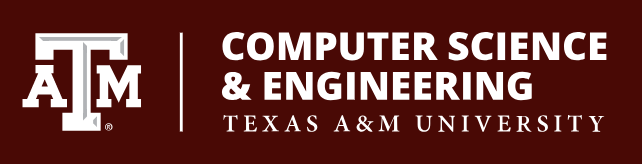 ATM®
COMPUTER SCIENCE
& ENGINEERING
TEXAS A&M UNIVERSITY